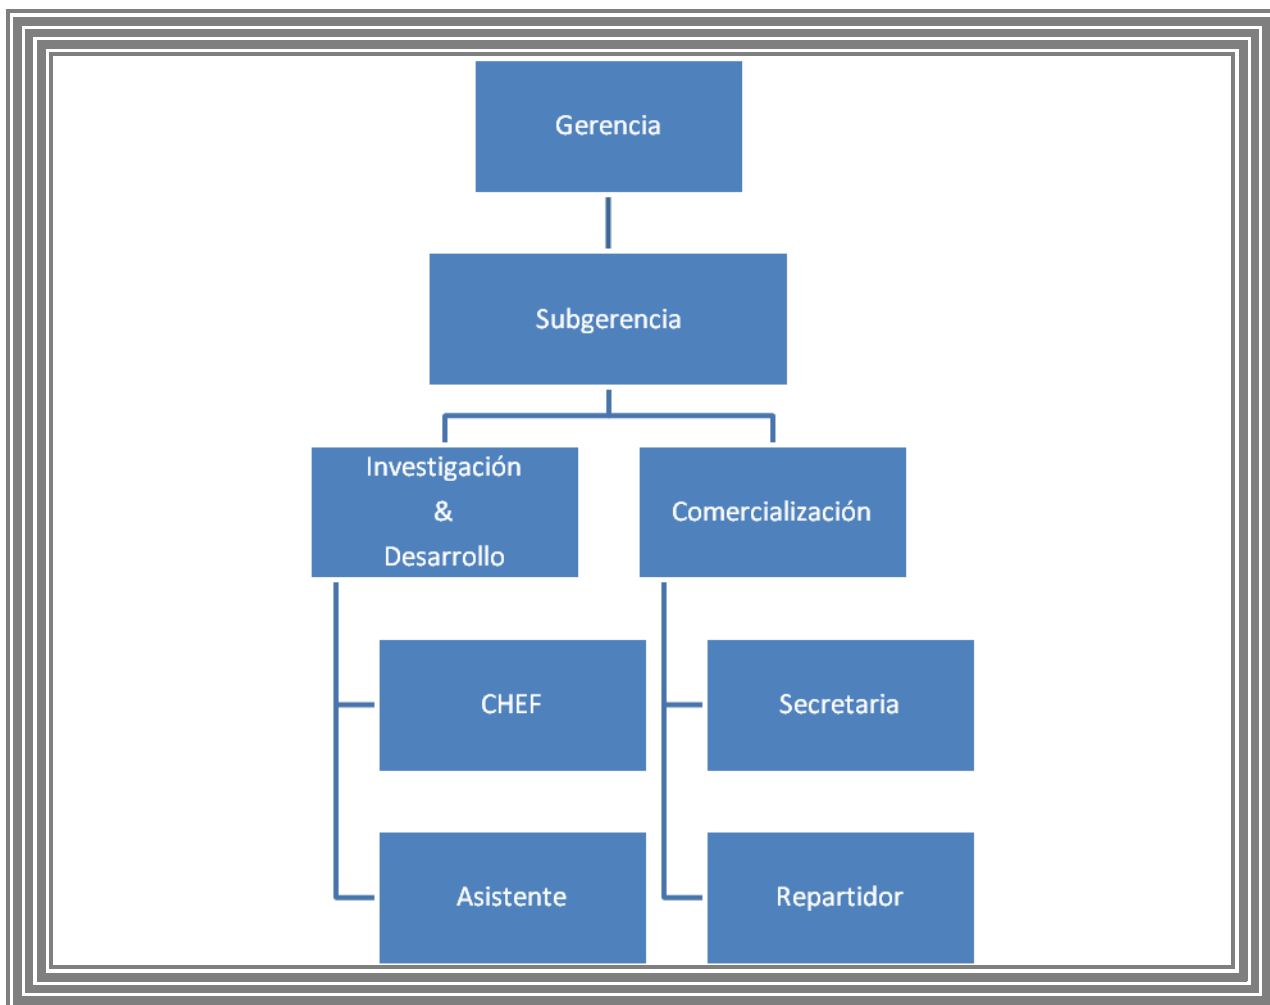 Gerencia
Subgerencia
Investigación
&
Desarrollo
Comercialización
CHEF
Secretaria
Asistente
Repartidor